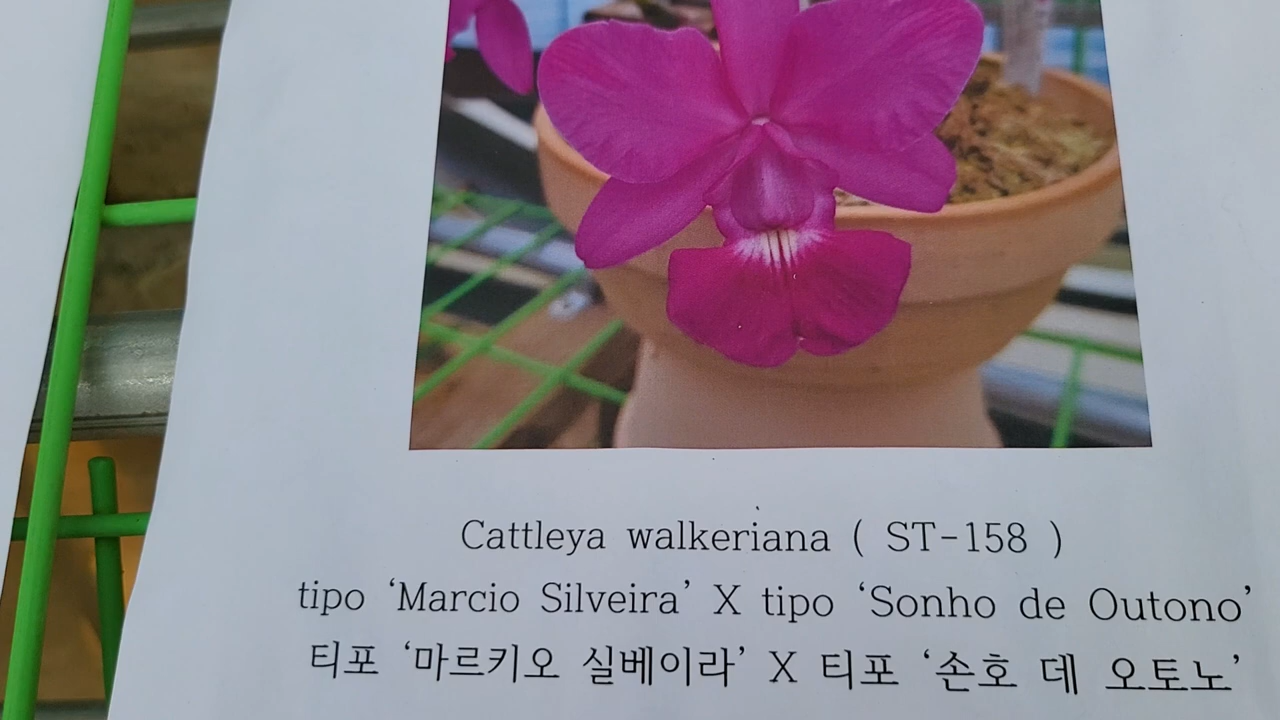 Cattleya walkeriana ( ST-158 )
tipo ‘Marcio Silveira’ X tipo ‘Sonho de Outono’
티포 ‘마르키오 실베이라’ X 티포 ‘손호 데 오토노’